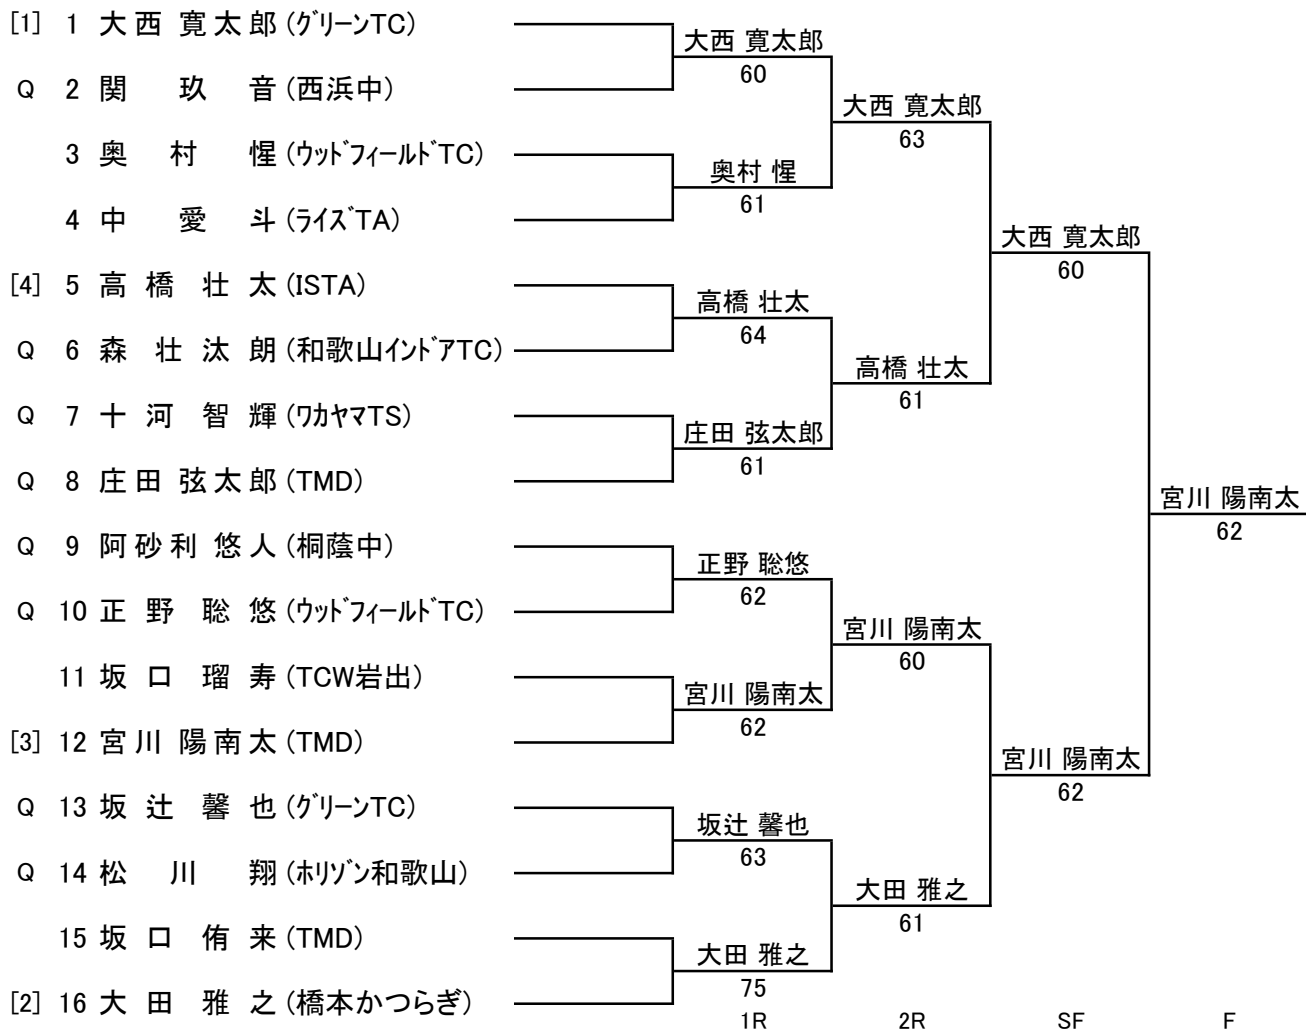 [1] 1 大西 寛太郎 (グリーンTC)
Q 2 関 玖 音 (西浜中)
3 奥 村 惺 (ウッドフィールドTC)
4 中 愛 斗 (ライズTA)
[4] 5 高橋 壮太 (ISTA)
Q 6 森 壮汰朗 (和歌山インドアTC)
Q 7 十河 智輝 (ワカヤマTS)
Q 8 庄田 弦太郎 (TMD)
Q 9 阿砂利 悠人 (桐蔭中)
Q 10 正野 聡悠 (ウッドフィールドTC)
11 坂口 瑠寿 (TCW岩出)
[3] 12 宮川 陽南太 (TMD)
Q 13 坂辻 馨也 (グリーンTC)
Q 14 松川 翔 (ホリゾン和歌山)
15 坂口 侑来 (TMD)
[2] 16 大田 雅之 (橋本かつらぎ)
大西 寛太郎
60
奥村 惺
61
高橋 壮太
64
庄田 弦太郎
61
正野 聡悠
62
宮川 陽南太
62
坂辻 馨也
63
大田 雅之
75
1R
大西 寛太郎
63
高橋 壮太
61
宮川 陽南太
60
大田 雅之
61
2R
大西 寛太郎
60
宮川 陽南太
62
SF
宮川 陽南太
62
F